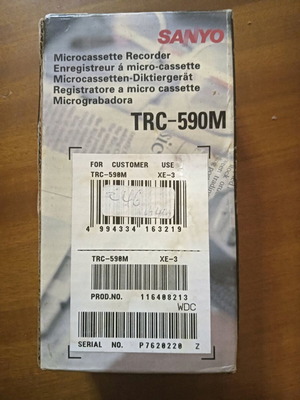 SANYO
Microcassette Recorder
Enregistreur á micro-cassette
Microcassetten-Diktiergerät
Registratore a micro cassette
Micrograbadora
TRC-590M
FOR CUSTOMER USE
TRC-590M XE-3
4 994334 163219
TRC-590M XE-3
PROD.NO. 116408213
WDC
SERIAL NO. P7620220 Z